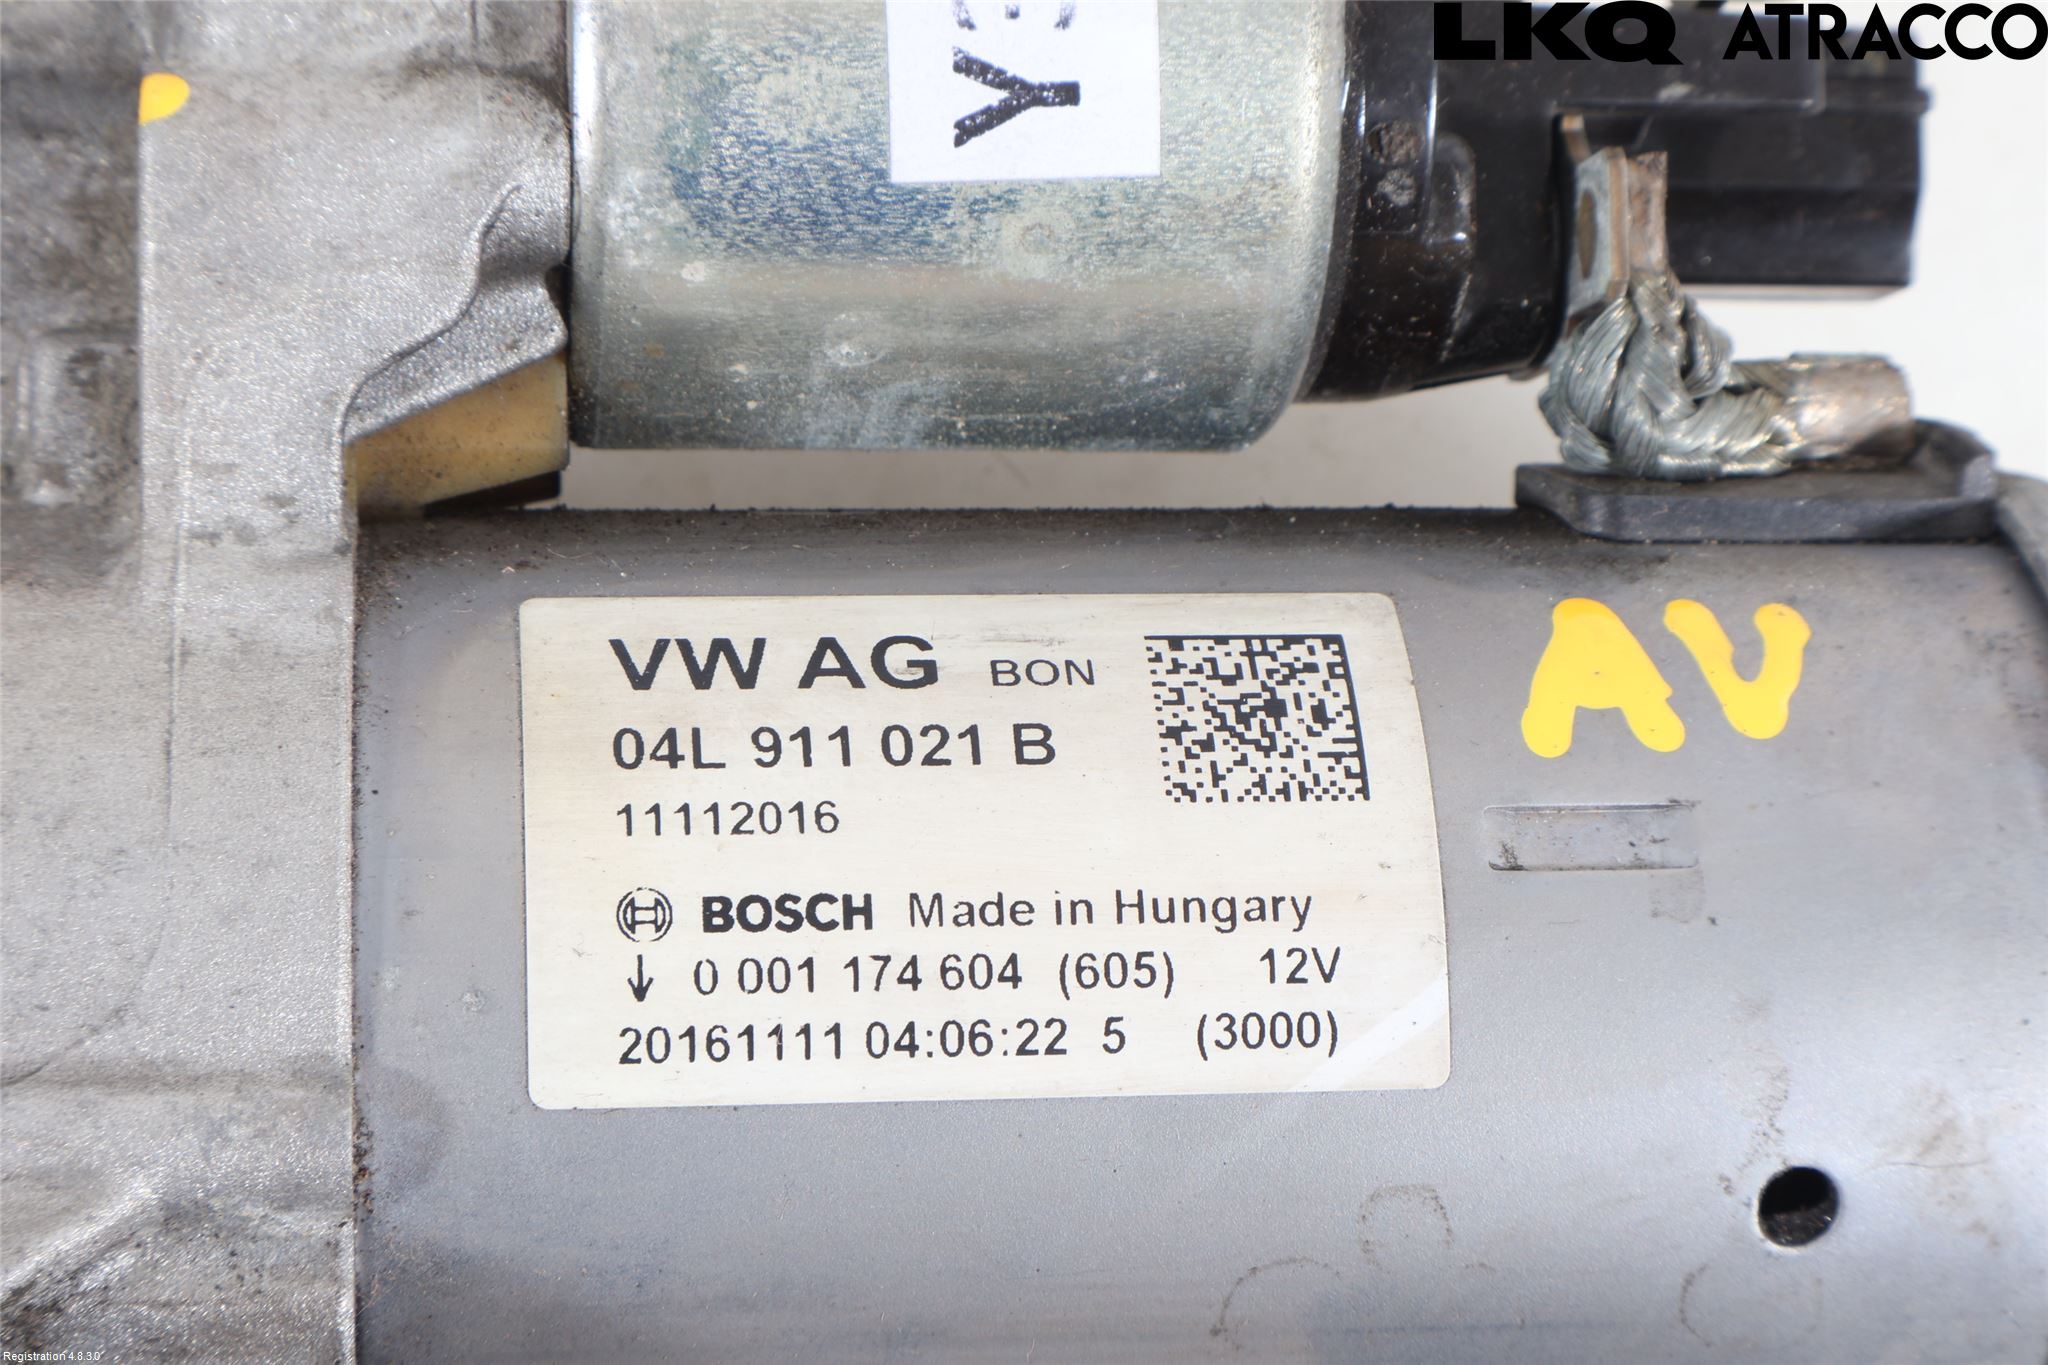 LKQ ATRACCO
Y
VW AG BON
04L 911 021 B
11112016
BOSCH Made in Hungary
↓ 0 001 174 604 (605) 12V
20161111 04:06:22 5 (3000)
AV
Registration 4.8.3.0